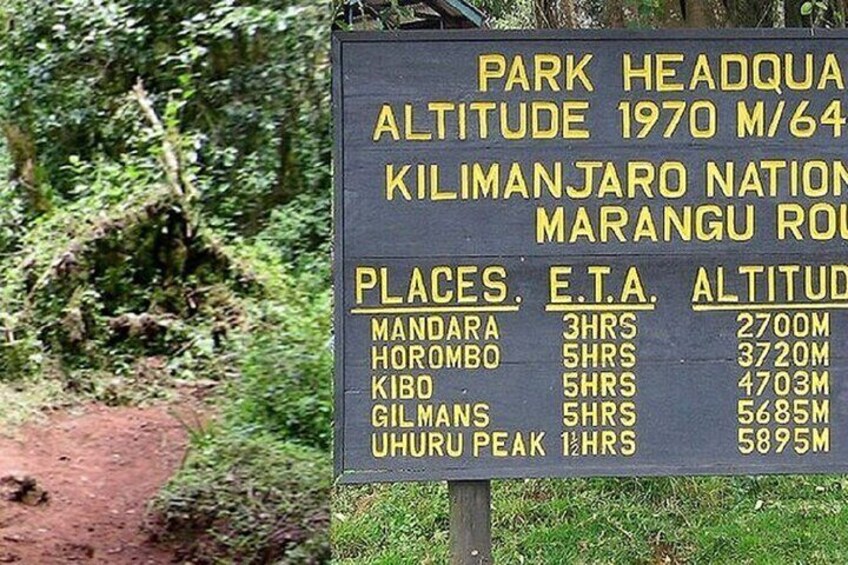 PARK HEADQUA
ALTITUDE 1970 M/64
KILIMANJARO NATION
MARANGU ROU
PLACES. E.T.A. ALTITUD
MANDARA 3HRS 2700M
HOROMBO 5HRS 3720M
KIBO 5HRS 4703M
GILMANS 5HRS 5685M
UHURU PEAK 1½HRS 5895M